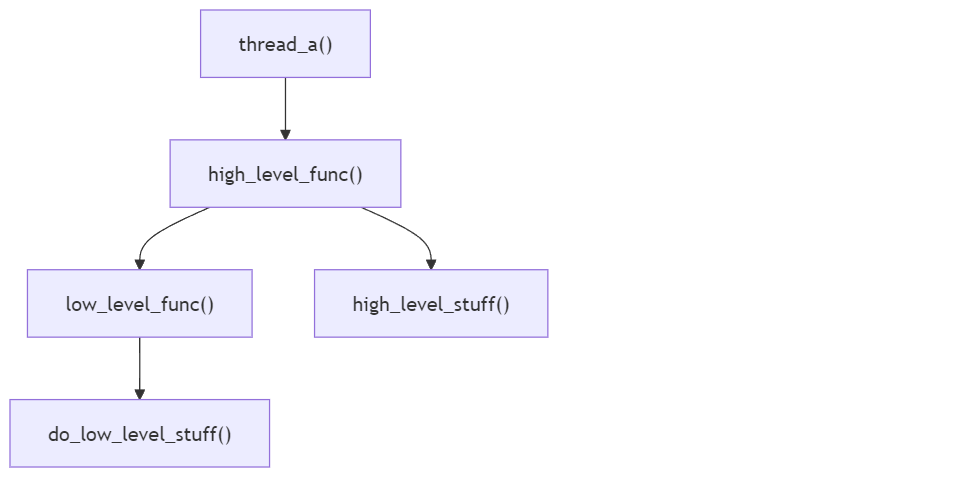 thread_a()
high_level_func()
low_level_func()
high_level_stuff()
do_low_level_stuff()